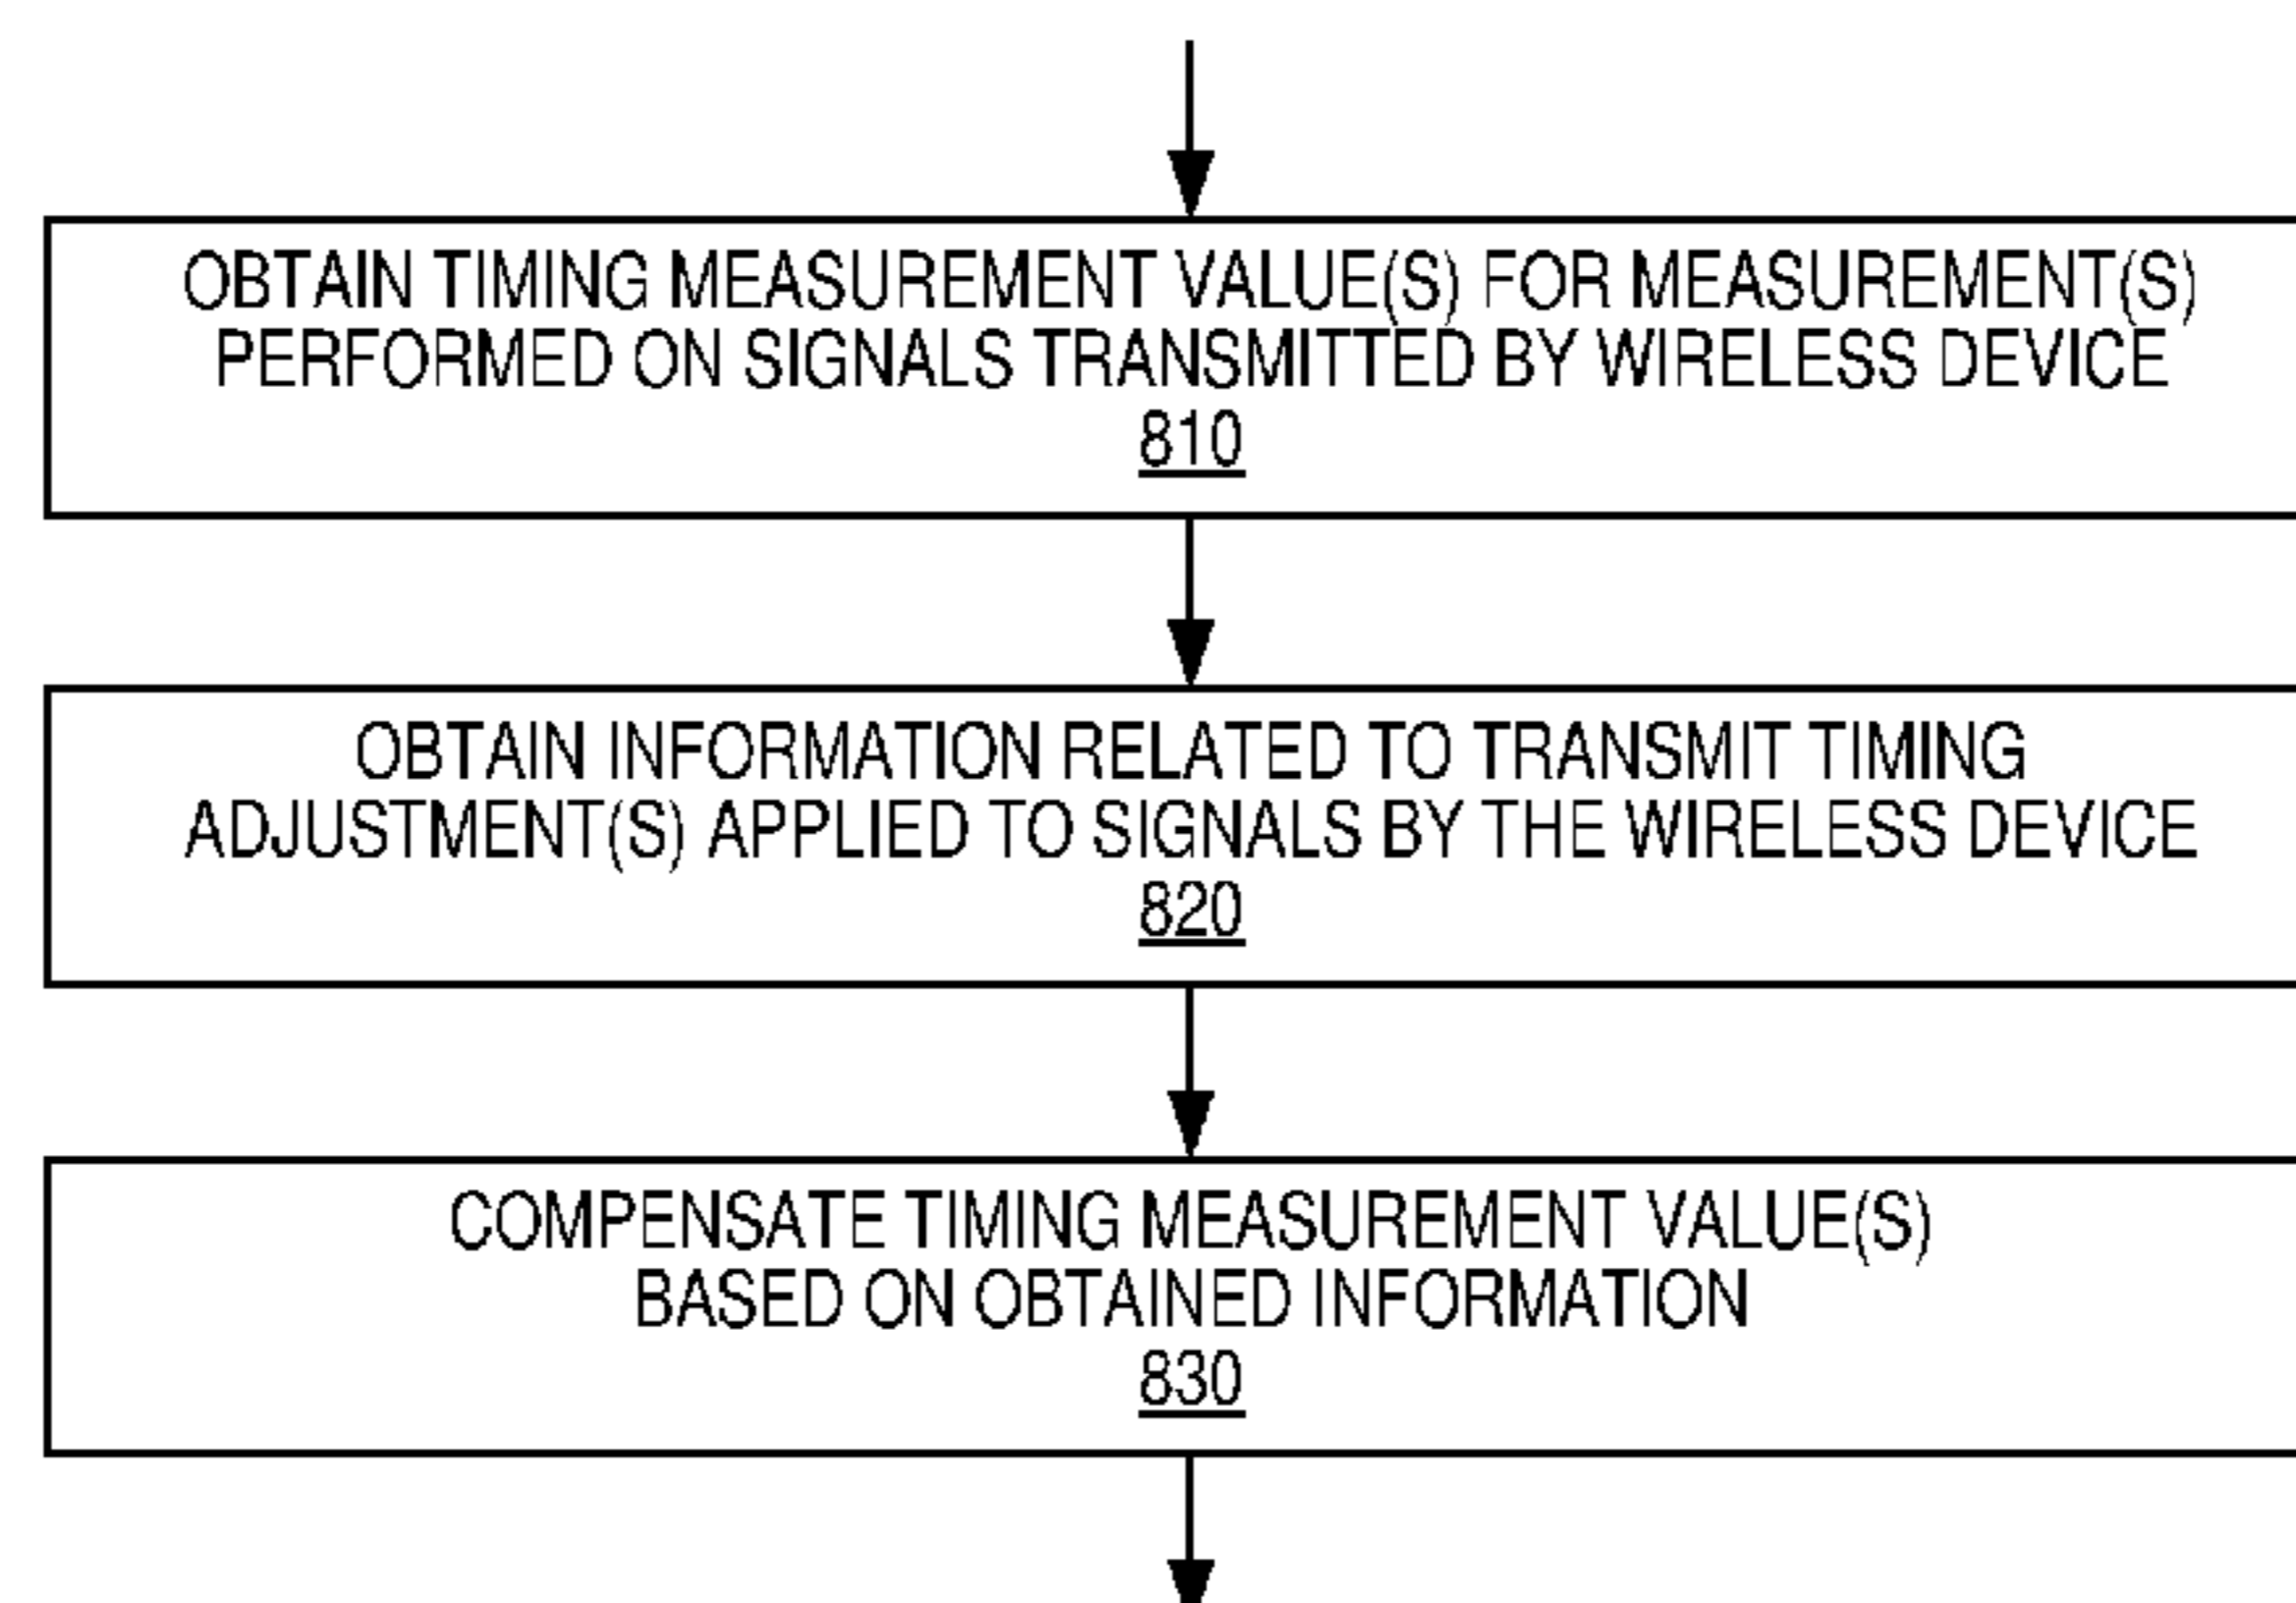 OBTAIN TIMING MEASUREMENT VALUE(S) FOR MEASUREMENT(S)
PERFORMED ON SIGNALS TRANSMITTED BY WIRELESS DEVICE
810
OBTAIN INFORMATION RELATED TO TRANSMIT TIMING
ADJUSTMENT(S) APPLIED TO SIGNALS BY THE WIRELESS DEVICE
820
COMPENSATE TIMING MEASUREMENT VALUE(S)
BASED ON OBTAINED INFORMATION
830